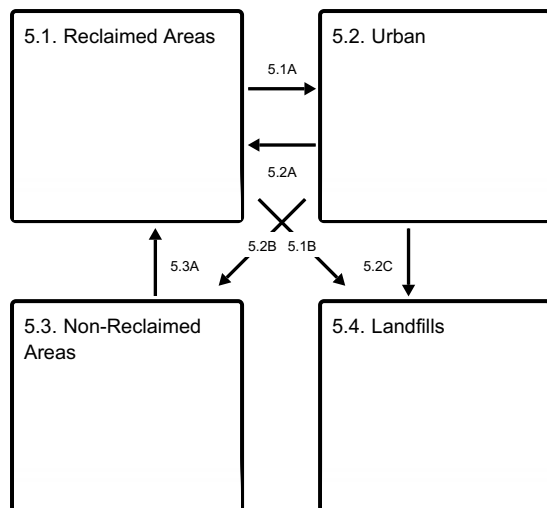 5.1. Reclaimed Areas
5.2. Urban
5.1A
5.2A
5.2B
5.1B
5.3A
5.2C
5.3. Non-Reclaimed
Areas
5.4. Landfills